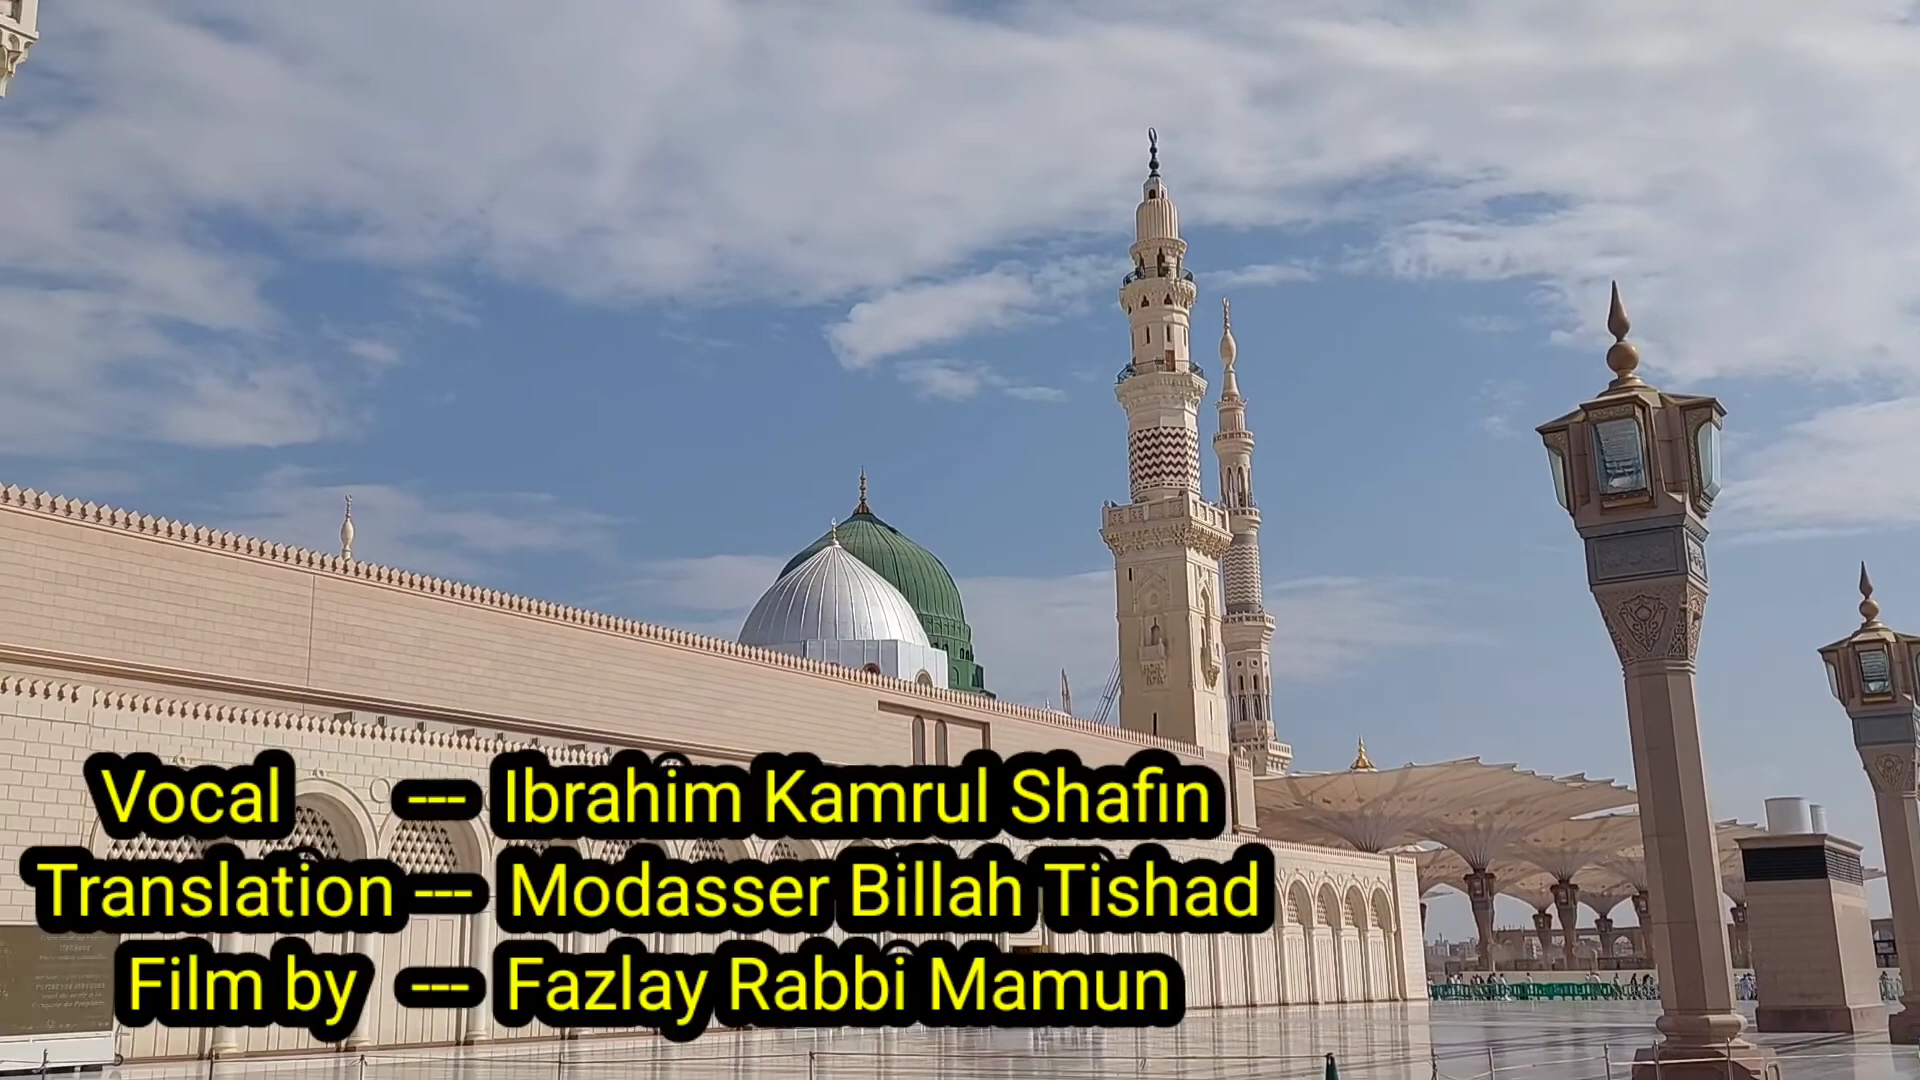 Vocal --- Ibrahim Kamrul Shafin
Translation --- Modasser Billah Tishad
Film by --- Fazlay Rabbi Mamun